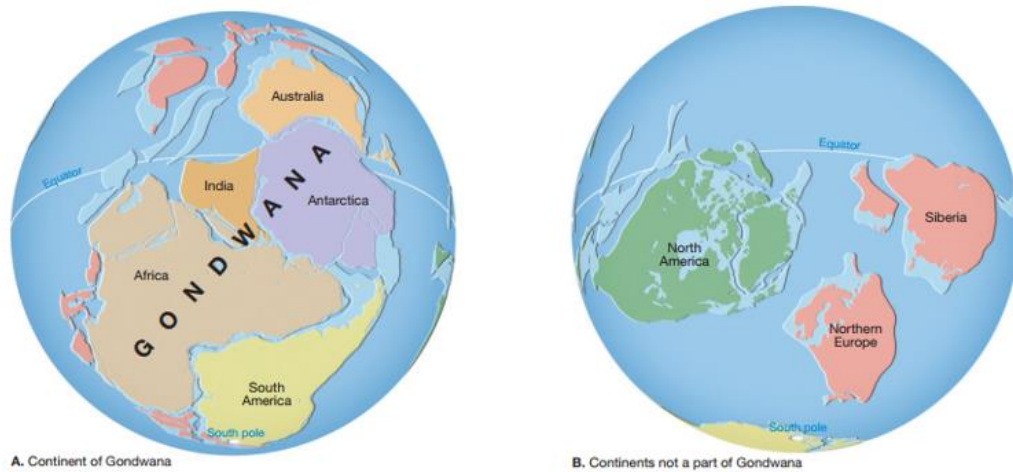 Australia
Equator
India
Antarctica
GONDWANA
Africa
South
America
South pole
A. Continent of Gondwana
Equator
Siberia
North
America
Northern
Europe
South pole
B. Continents not a part of Gondwana